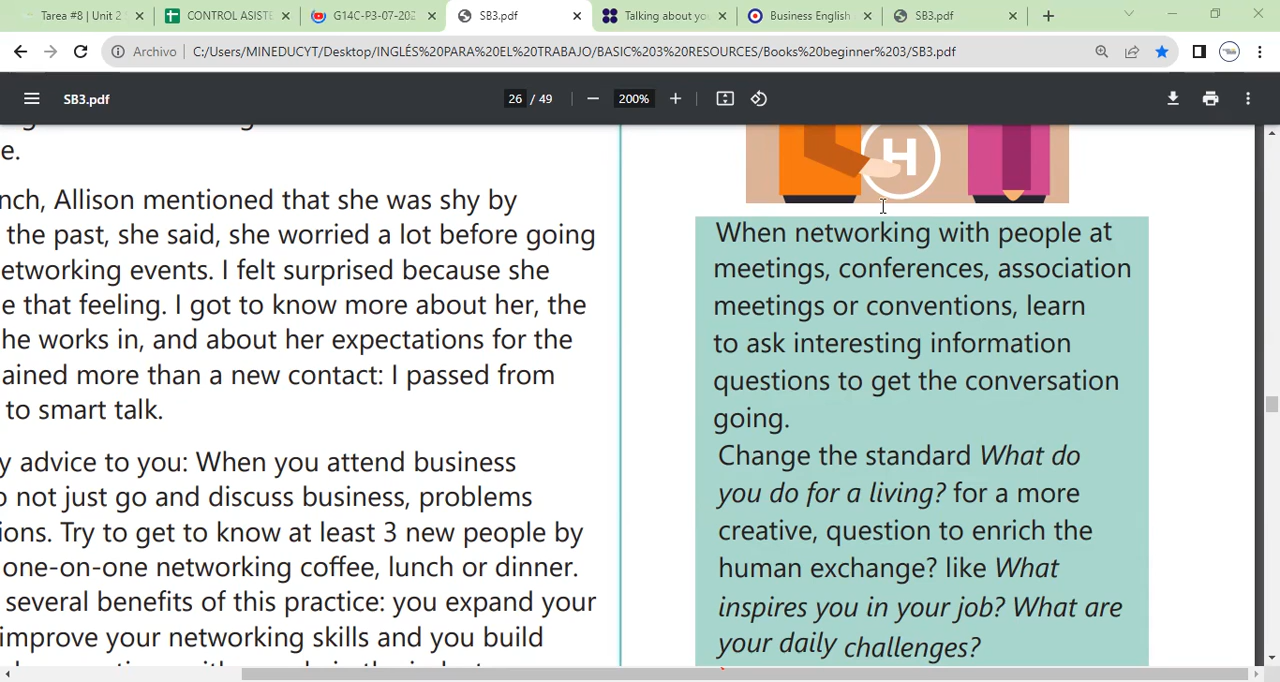 Tarea #8 | Unit 2
CONTROL ASISTE
G14C-P3-07-202
SB3.pdf
Talking about yo
Business English
SB3.pdf
Archivo
C:/Users/MINEDUCYT/Desktop/INGLÉS%20PARA%20EL%20TRABAJO/BASIC%203%20RESOURCES/Books%20beginner%203/SB3.pdf
SB3.pdf
26 / 49
200%
e.
nch, Allison mentioned that she was shy by
the past, she said, she worried a lot before going
etworking events. I felt surprised because she
e that feeling. I got to know more about her, the
he works in, and about her expectations for the
ained more than a new contact: I passed from
to smart talk.
y advice to you: When you attend business
o not just go and discuss business, problems
ions. Try to get to know at least 3 new people by
one-on-one networking coffee, lunch or dinner.
several benefits of this practice: you expand your
improve your networking skills and you build
H
When networking with people at
meetings, conferences, association
meetings or conventions, learn
to ask interesting information
questions to get the conversation
going.
Change the standard What do
you do for a living? for a more
creative, question to enrich the
human exchange? like What
inspires you in your job? What are
your daily challenges?